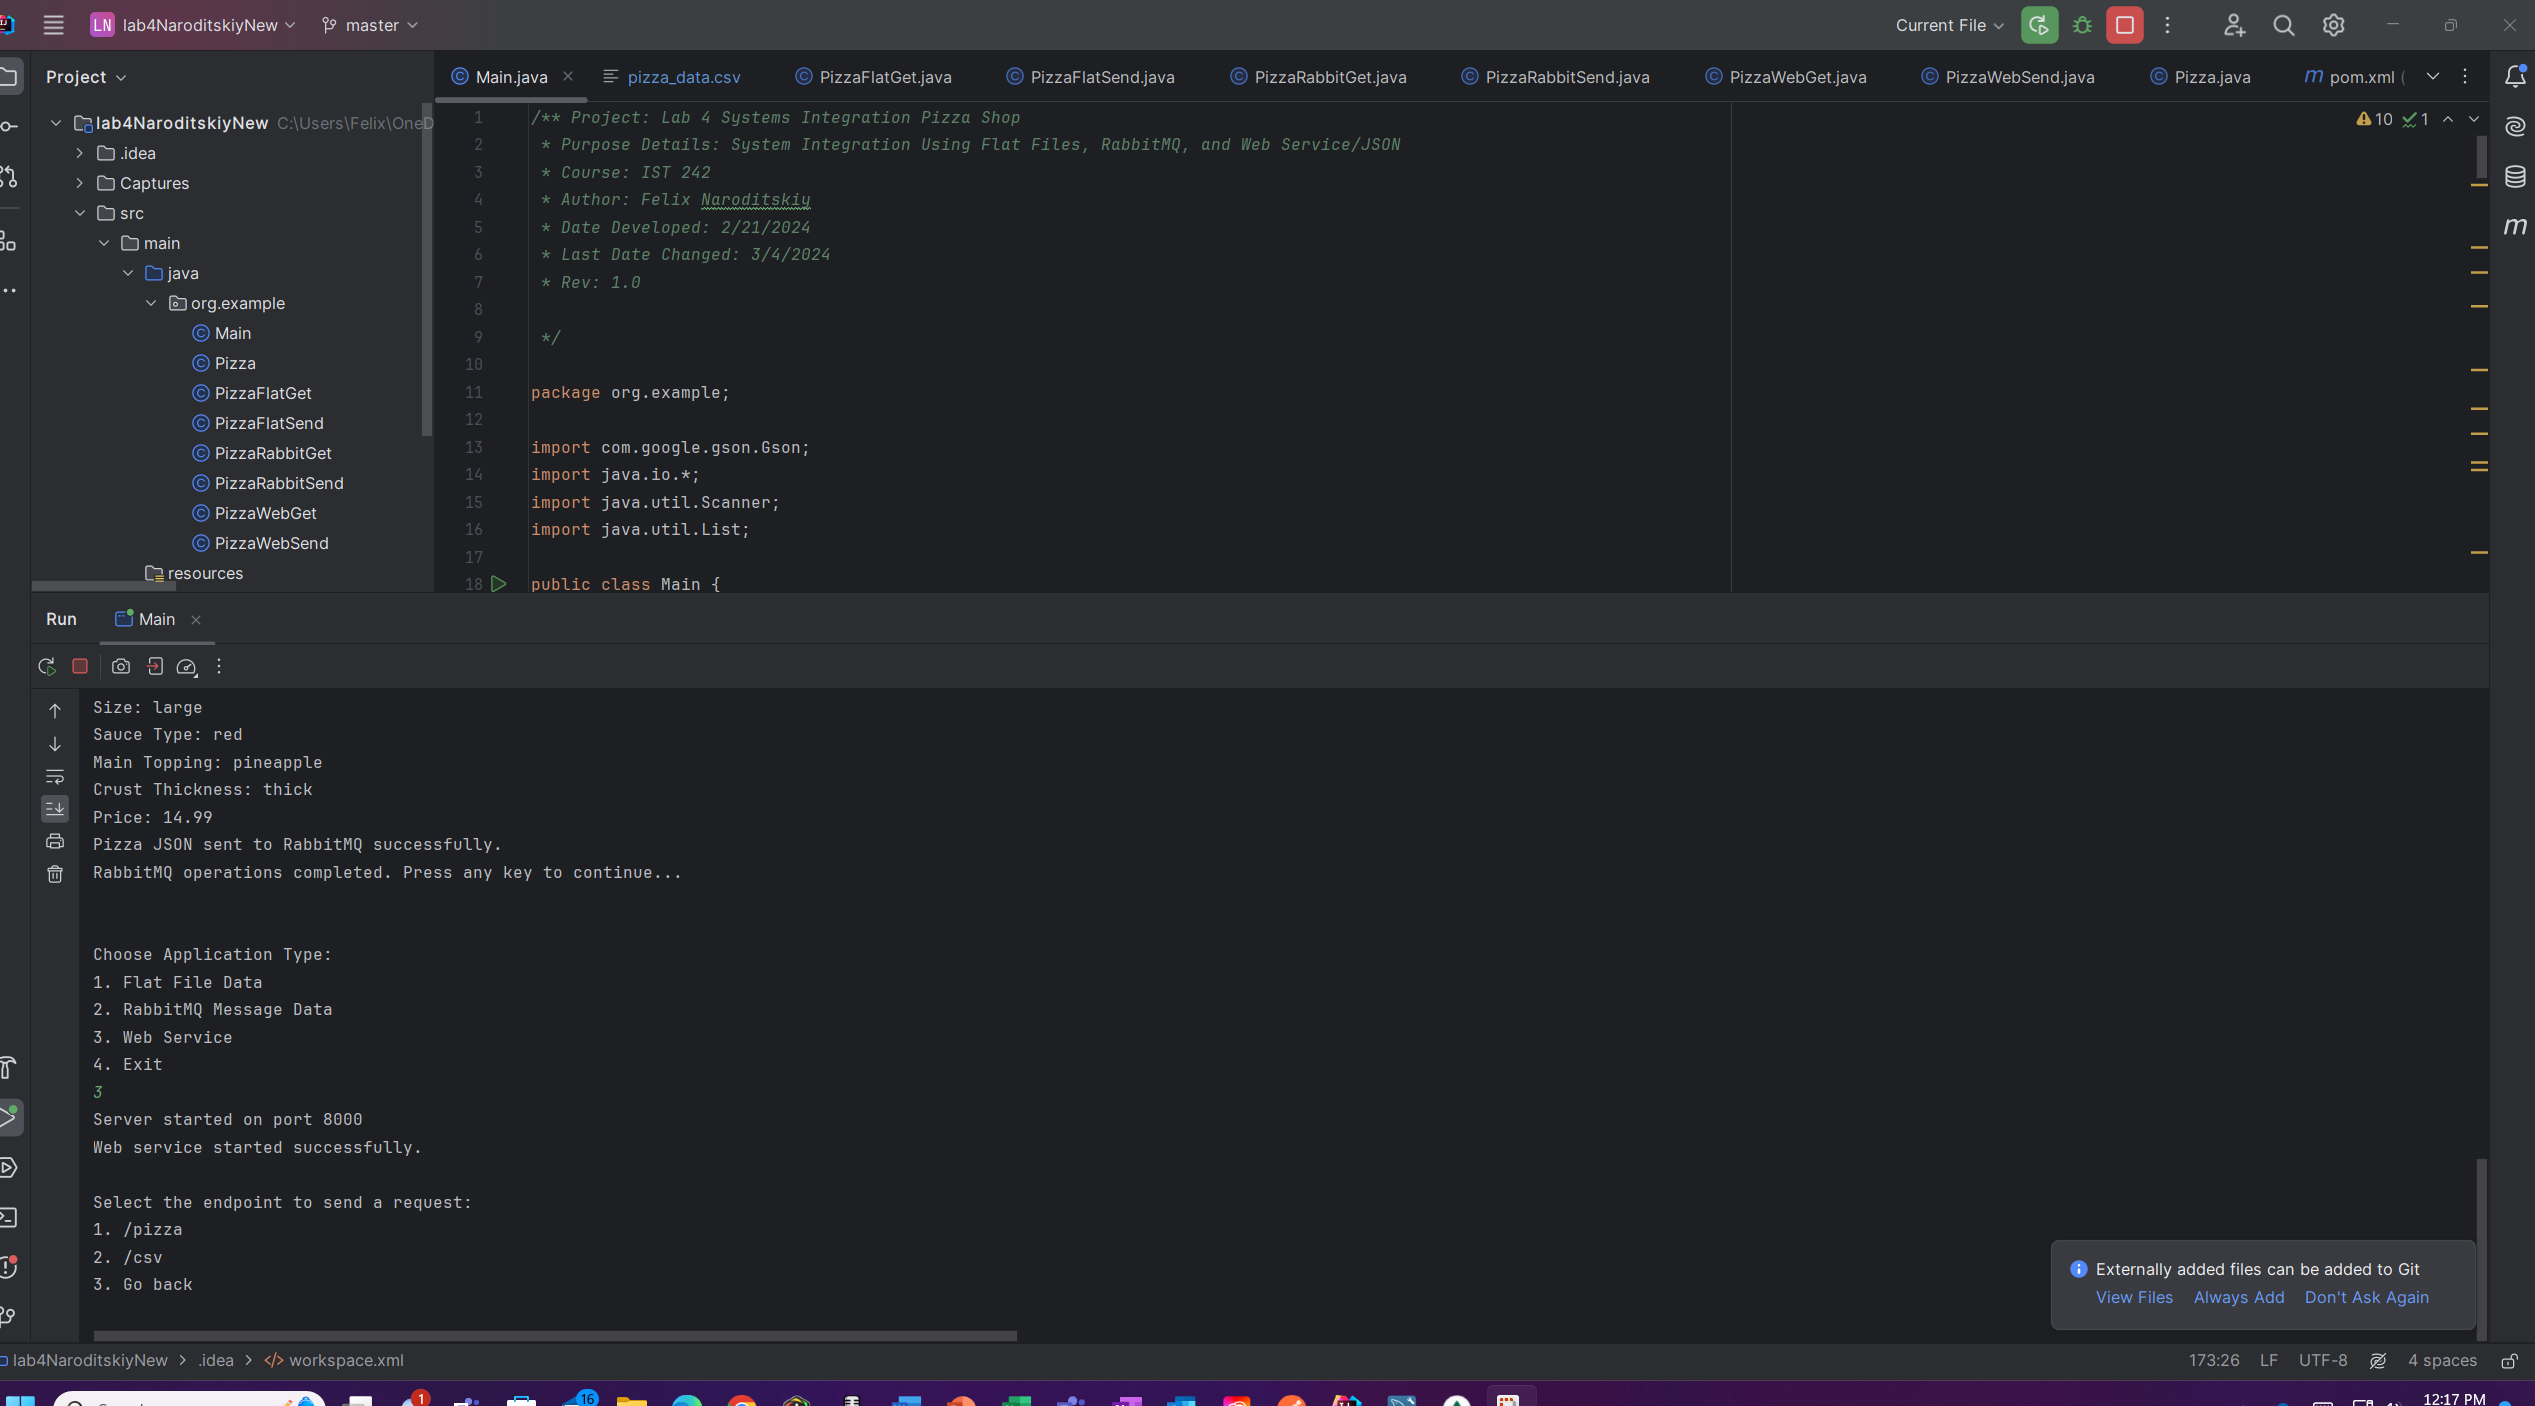 LN lab4NaroditskiyNew master Current File
Project
Main.java pizza_data.csv PizzaFlatGet.java PizzaFlatSend.java PizzaRabbitGet.java PizzaRabbitSend.java PizzaWebGet.java PizzaWebSend.java Pizza.java m pom.xml (
lab4NaroditskiyNew C:\Users\Felix\OneD
.idea
Captures
src
main
java
org.example
Main
Pizza
PizzaFlatGet
PizzaFlatSend
PizzaRabbitGet
PizzaRabbitSend
PizzaWebGet
PizzaWebSend
resources
10 1
1 /** Project: Lab 4 Systems Integration Pizza Shop
2 * Purpose Details: System Integration Using Flat Files, RabbitMQ, and Web Service/JSON
3 * Course: IST 242
4 * Author: Felix Naroditskiy
5 * Date Developed: 2/21/2024
6 * Last Date Changed: 3/4/2024
7 * Rev: 1.0
8
9 */
10
11 package org.example;
12
13 import com.google.gson.Gson;
14 import java.io.*;
15 import java.util.Scanner;
16 import java.util.List;
17
18 public class Main {
m
Run Main
Size: large
Sauce Type: red
Main Topping: pineapple
Crust Thickness: thick
Price: 14.99
Pizza JSON sent to RabbitMQ successfully.
RabbitMQ operations completed. Press any key to continue...
Choose Application Type:
1. Flat File Data
2. RabbitMQ Message Data
3. Web Service
4. Exit
3
Server started on port 8000
Web service started successfully.
Select the endpoint to send a request:
1. /pizza
2. /csv
3. Go back
Externally added files can be added to Git
View Files Always Add Don't Ask Again
lab4NaroditskiyNew > .idea > </> workspace.xml 173:26 LF UTF-8 4 spaces
1 16 12:17 PM